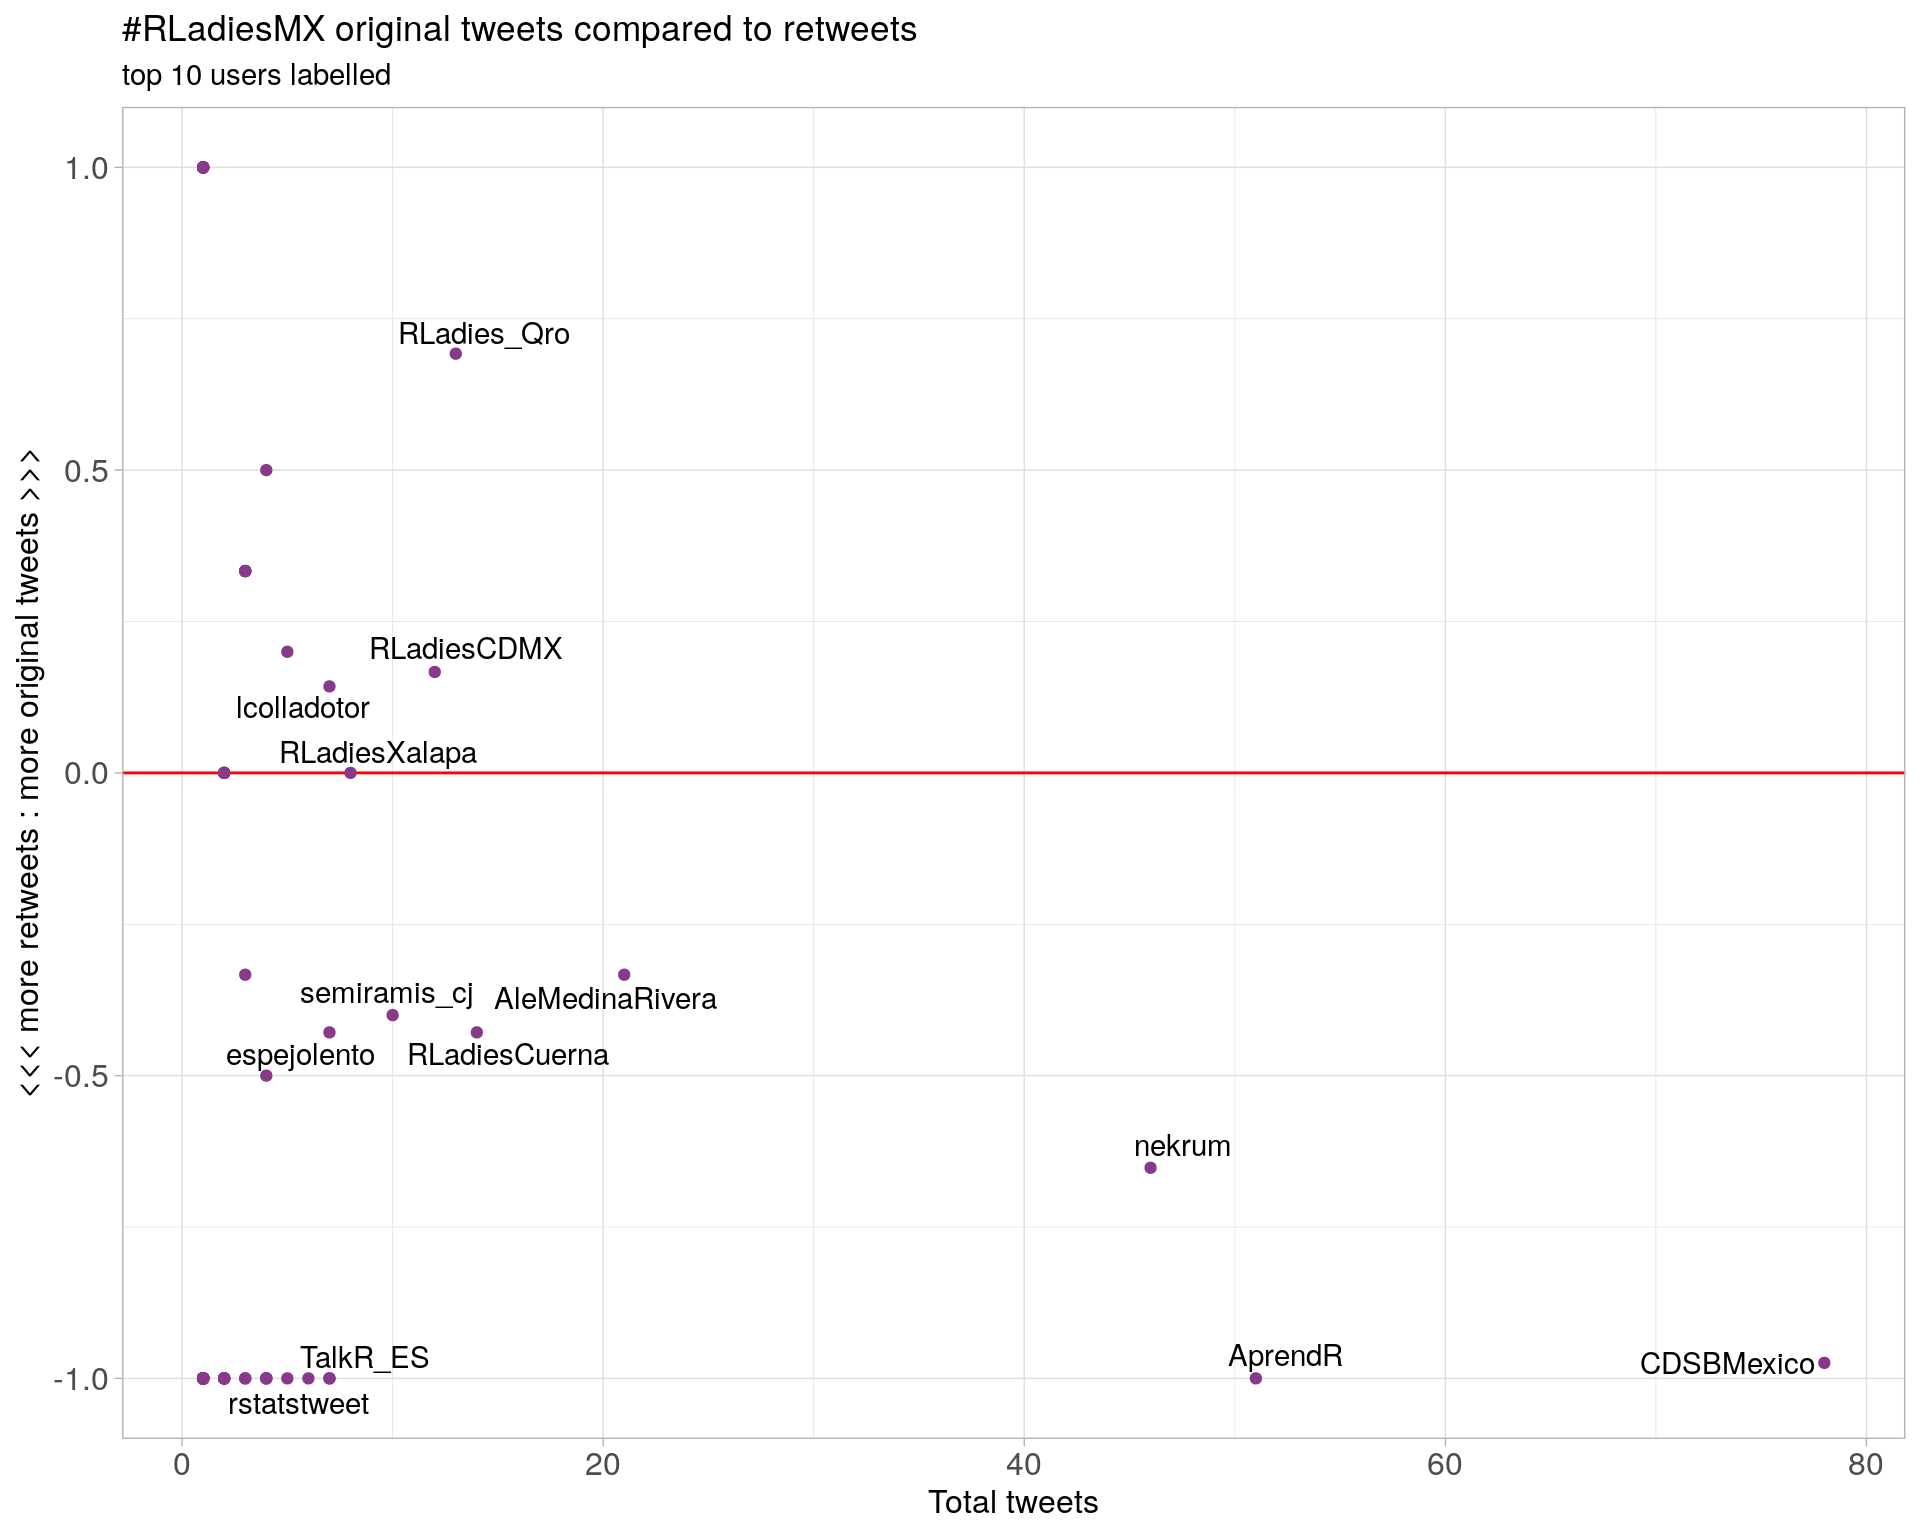 #RLadiesMX original tweets compared to retweets
top 10 users labelled
<<< more retweets : more original tweets >>>
1.0
0.5
0.0
-0.5
-1.0
RLadies_Qro
RLadiesCDMX
lcolladotor
RLadiesXalapa
semiramis_cj
AleMedinaRivera
espejolento
RLadiesCuerna
nekrum
TalkR_ES
AprendR
CDSBMexico
rstatstweet
0
20
40
60
80
Total tweets